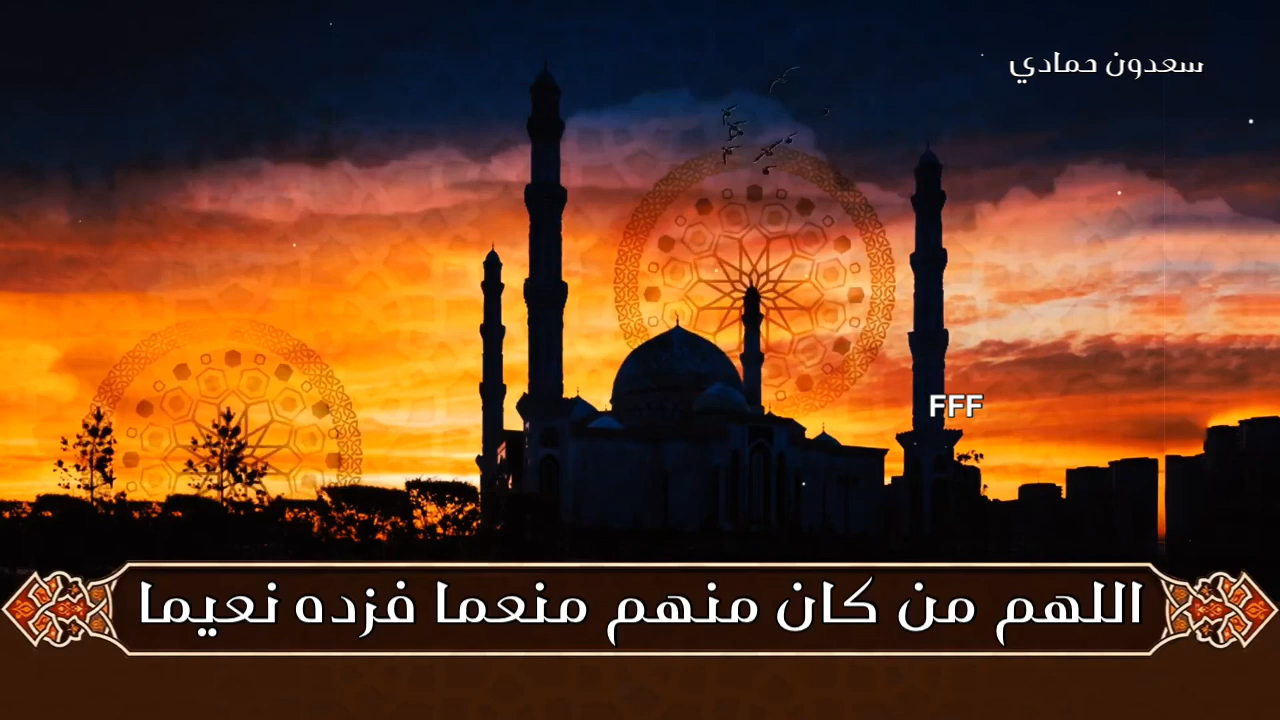 سعدون حمادي
FFF
اللهم من كان منهم منعما فزده نعيما